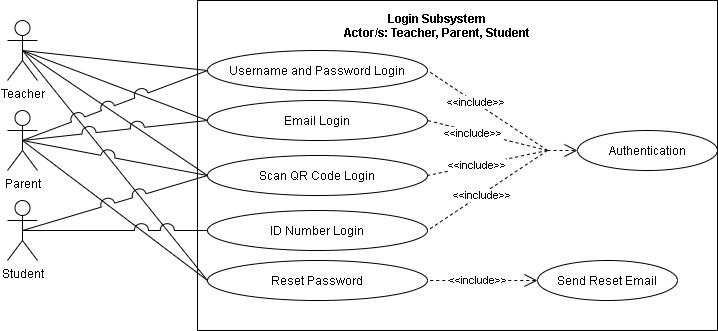 Login Subsystem
Actor/s: Teacher, Parent, Student
Teacher
Parent
Student
Username and Password Login
Email Login
Scan QR Code Login
ID Number Login
Reset Password
<<include>>
<<include>>
<<include>>
<<include>>
<<include>>
Authentication
Send Reset Email